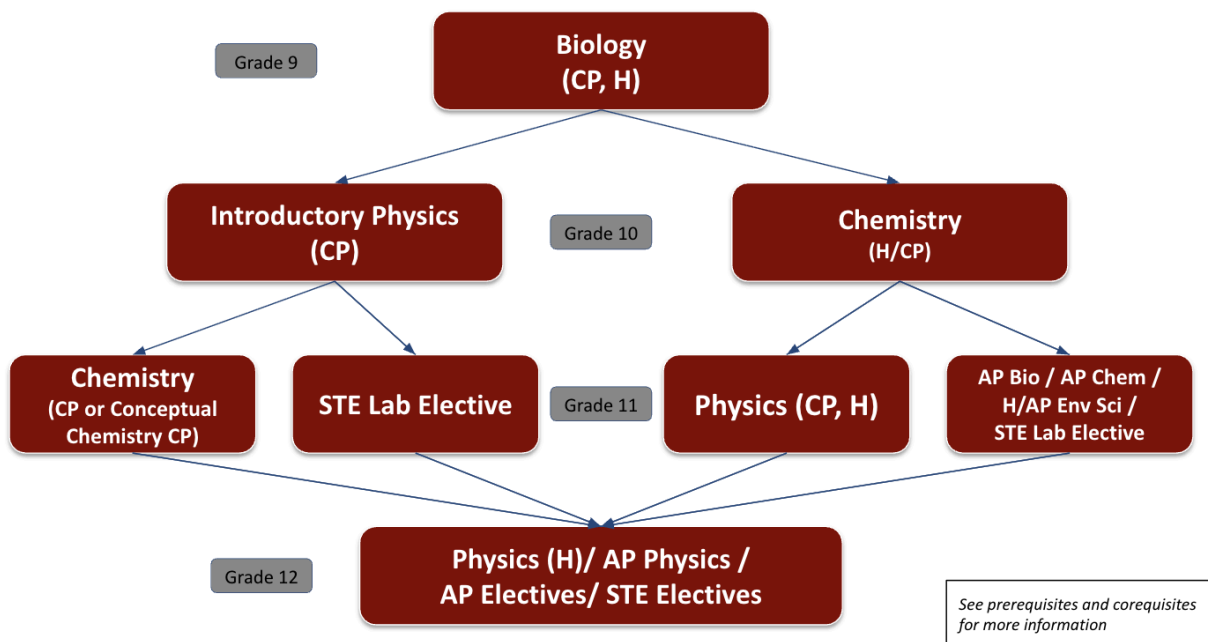 Grade 9
Biology
(CP, H)
Introductory Physics
(CP)
Grade 10
Chemistry
(H/CP)
Chemistry
(CP or Conceptual
Chemistry CP)
STE Lab Elective
Grade 11
Physics (CP, H)
AP Bio / AP Chem /
H/AP Env Sci /
STE Lab Elective
Grade 12
Physics (H)/ AP Physics /
AP Electives/ STE Electives
See prerequisites and corequisites
for more information